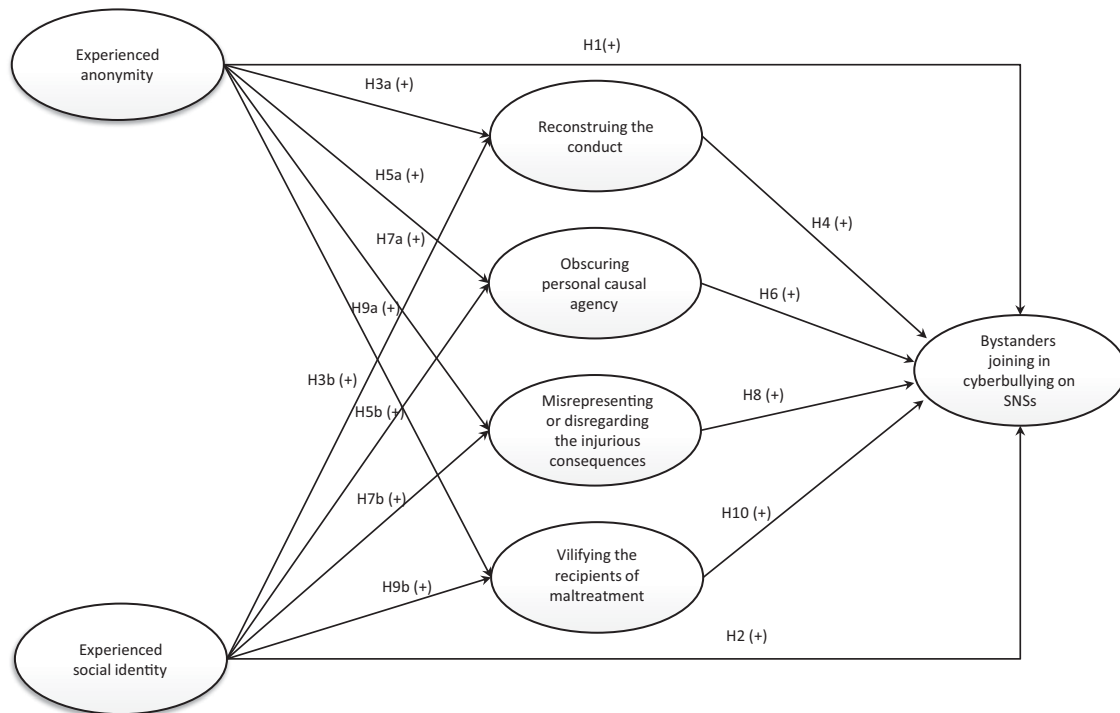 Experienced
anonymity
H1(+)
H3a (+)
Reconstruing the
conduct
H5a (+)
H7a (+)
H4 (+)
Obscuring
personal causal
agency
H9a (+)
H6 (+)
Bystanders
joining in
cyberbullying on
SNSs
H3b (+)
H5b (+)
Misrepresenting
or disregarding
the injurious
consequences
H8 (+)
H7b (+)
H10 (+)
Vilifying the
recipients of
maltreatment
H9b (+)
H2 (+)
Experienced
social identity